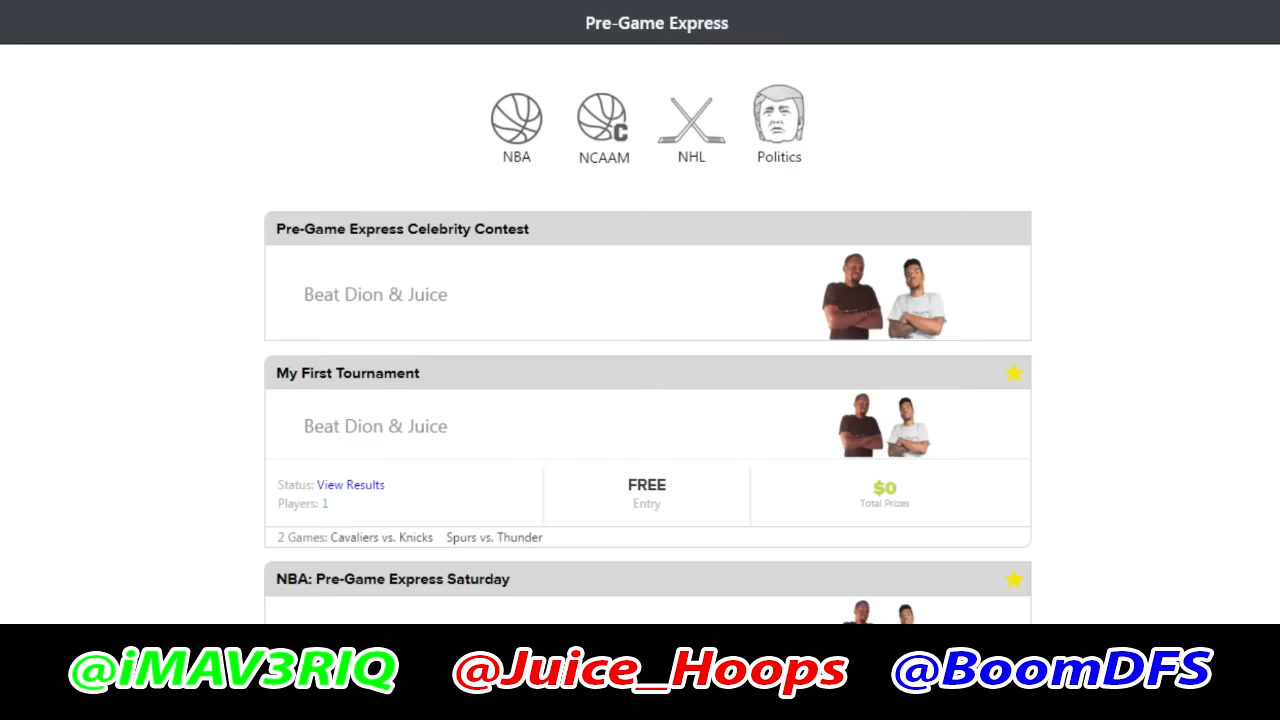 Pre-Game Express
NBA
NCAAM
NHL
Politics
Pre-Game Express Celebrity Contest
Beat Dion & Juice
My First Tournament
Beat Dion & Juice
Status: View Results
Players: 1
FREE
Entry
$0
Total Prizes
2 Games: Cavaliers vs. Knicks Spurs vs. Thunder
NBA: Pre-Game Express Saturday
@iMAV3RIQ @Juice_Hoops @BoomDFS